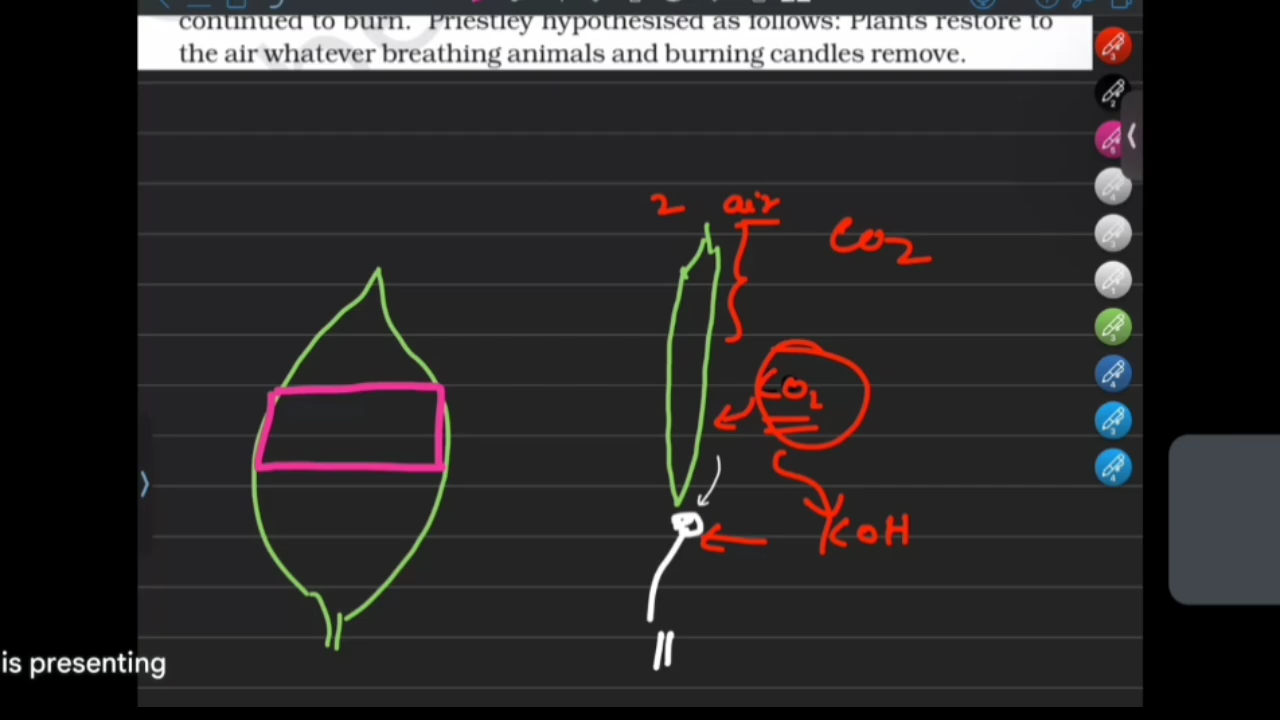 continued to burn. Priestley hypothesised as follows: Plants restore to
the air whatever breathing animals and burning candles remove.
2 air
CO2
CO2
KOH
is presenting